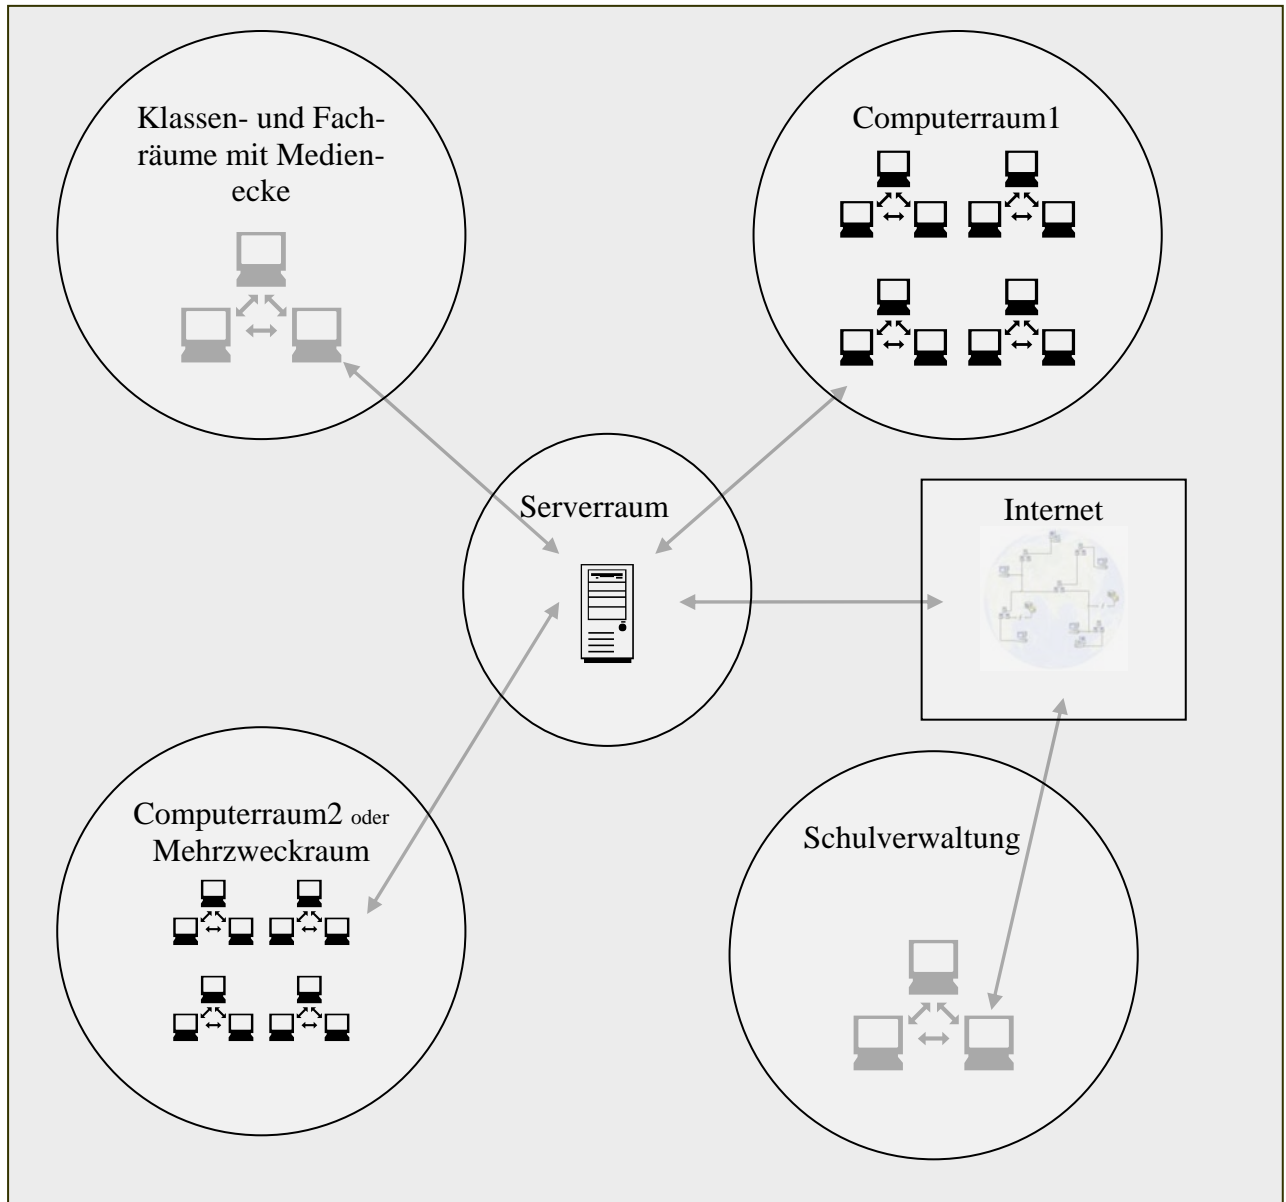 Klassen- und Fach-
räume mit Medien-
ecke
Computerraum1
Serverraum
Internet
Computerraum2 oder
Mehrzweckraum
Schulverwaltung